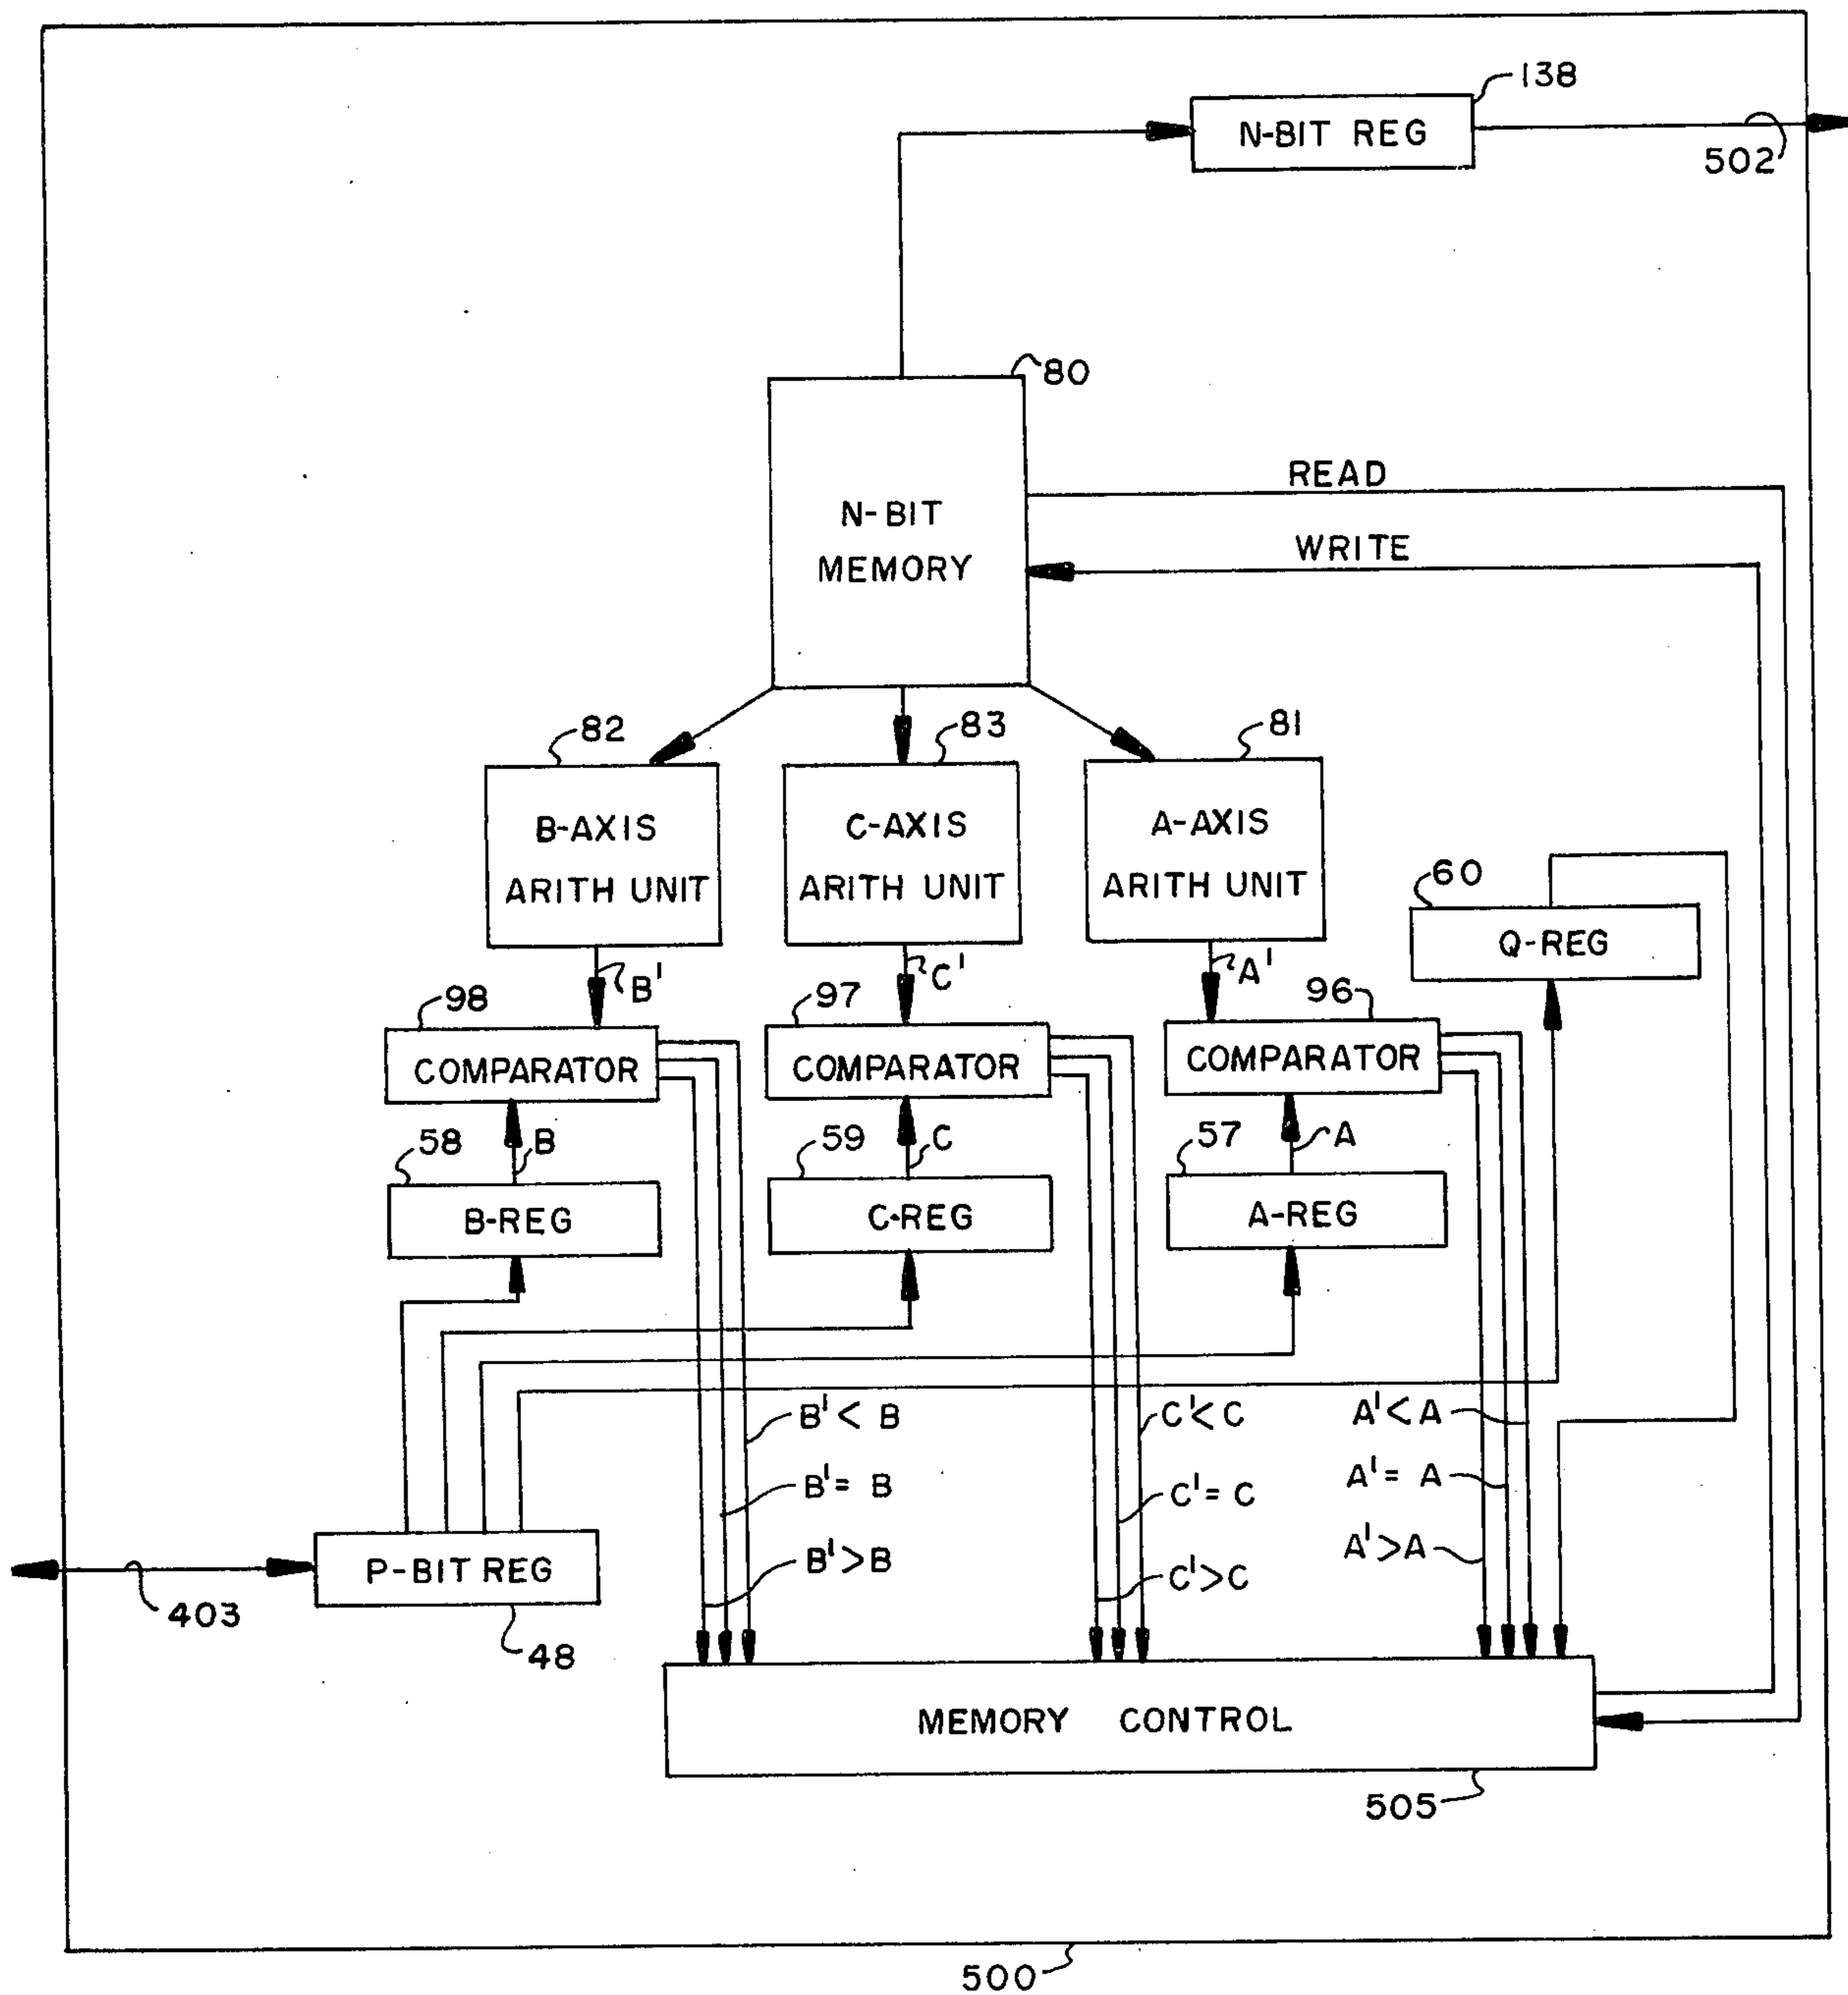 138
N-BIT REG
502
80
READ
N-BIT
MEMORY
WRITE
82
83
81
B-AXIS
ARITH UNIT
C-AXIS
ARITH UNIT
A-AXIS
ARITH UNIT
60
Q-REG
B'
C'
A'
98
97
96
COMPARATOR
COMPARATOR
COMPARATOR
58
B
59
C
57
A
B-REG
C-REG
A-REG
B' < B
C' < C
A' < A
B' = B
C' = C
A' = A
B' > B
C' > C
A' > A
P-BIT REG
403
48
MEMORY CONTROL
505
500